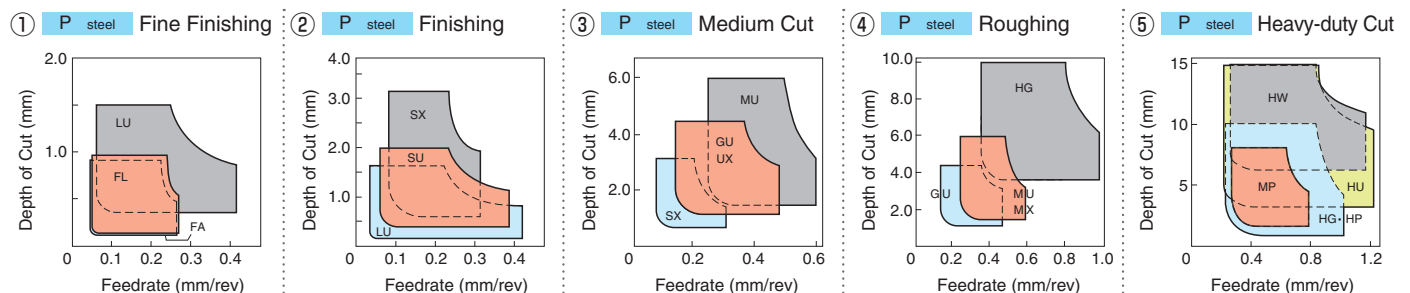 ① P steel Fine Finishing
Depth of Cut (mm)
2.0
1.0
0
LU
FL
FA
0.1 0.2 0.3 0.4
Feedrate (mm/rev)
② P steel Finishing
Depth of Cut (mm)
4.0
3.0
2.0
1.0
0
SX
SU
LU
0.1 0.2 0.3 0.4
Feedrate (mm/rev)
③ P steel Medium Cut
Depth of Cut (mm)
6.0
4.0
2.0
0
MU
GU
UX
SX
0.2 0.4 0.6
Feedrate (mm/rev)
④ P steel Roughing
Depth of Cut (mm)
10.0
8.0
6.0
4.0
2.0
0
HG
GU
MU
MX
0.2 0.4 0.6 0.8 1.0
Feedrate (mm/rev)
⑤ P steel Heavy-duty Cut
Depth of Cut (mm)
15
10
5
0
HW
MP
HU
HG・HP
0.4 0.8 1.2
Feedrate (mm/rev)